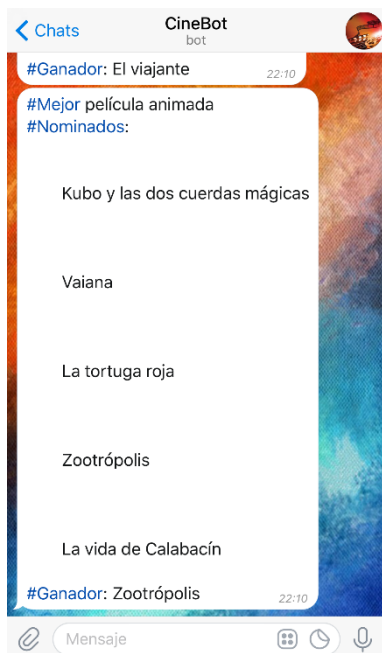 Chats
CineBot
bot
#Ganador: El viajante
22:10
#Mejor película animada
#Nominados:
Kubo y las dos cuerdas mágicas
Vaiana
La tortuga roja
Zootrópolis
La vida de Calabacín
#Ganador: Zootrópolis
22:10
Mensaje